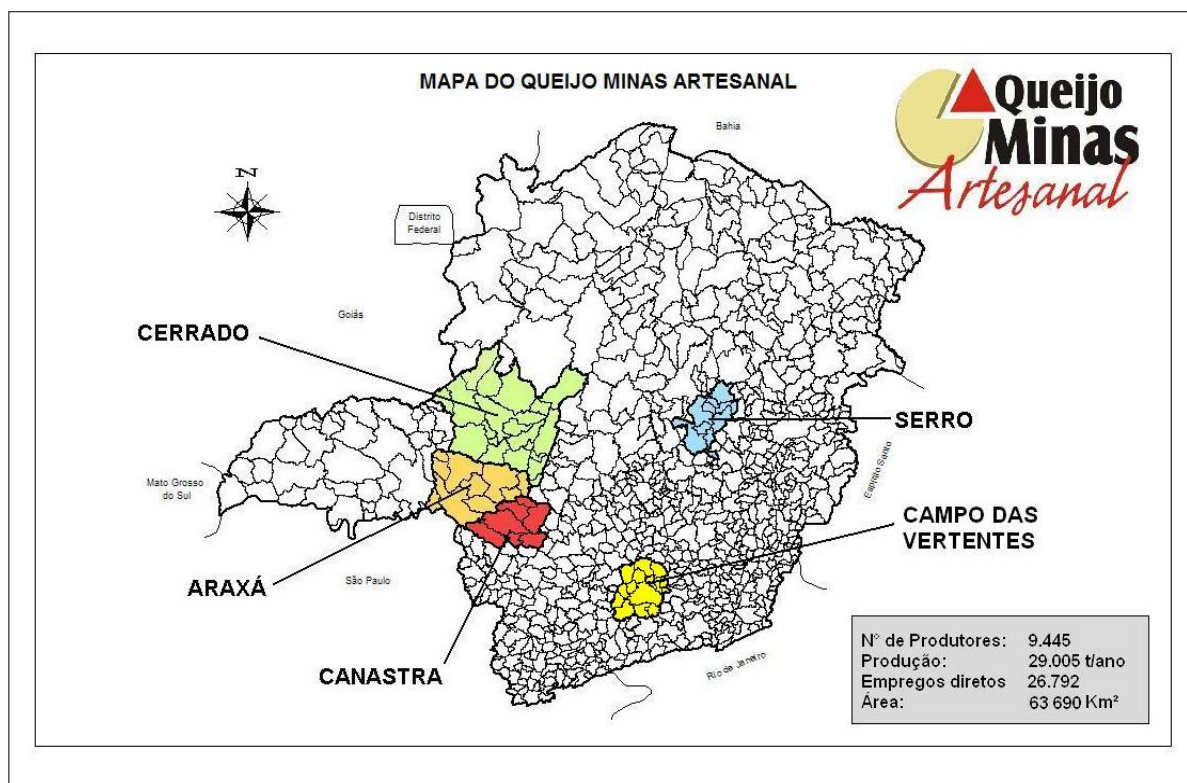 MAPA DO QUEIJO MINAS ARTESANAL
Queijo
Minas
Artesanal
Bahia
N
Distrito
Federal
Goiás
CERRADO
SERRO
Mato Grosso
do Sul
Espírito Santo
CAMPO DAS
VERTENTES
São Paulo
ARAXÁ
CANASTRA
Rio de Janeiro
N° de Produtores: 9.445
Produção: 29.005 t/ano
Empregos diretos 26.792
Área: 63 690 Km²